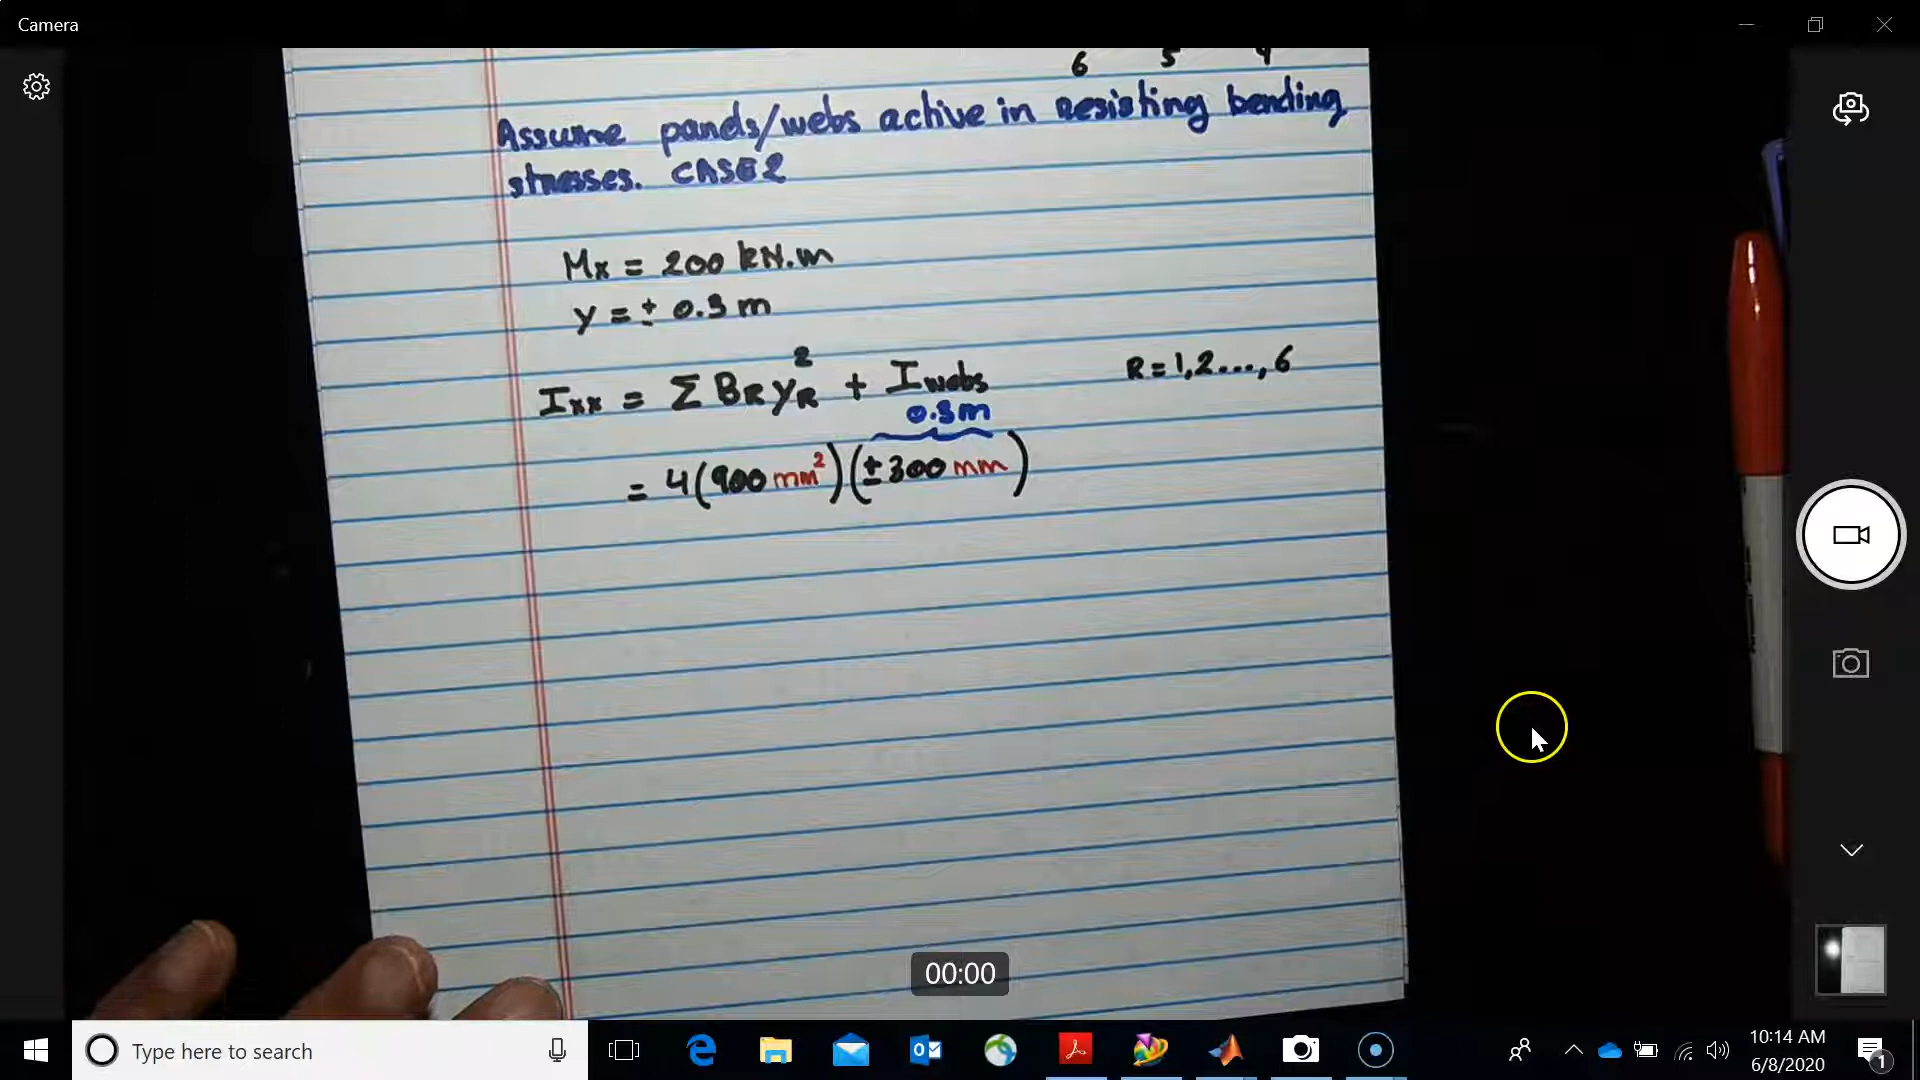 Camera
6 5 4
Assume panels/webs active in Resisting bending
stresses. CASE 2
Mx = 200 kN.m
y = ± 0.3 m
Ixx = Σ BR yR² + Iwebs R = 1,2...,6
0.3m
= 4(900 mm²)(±300 mm)
00:00
Type here to search
10:14 AM
6/8/2020
1